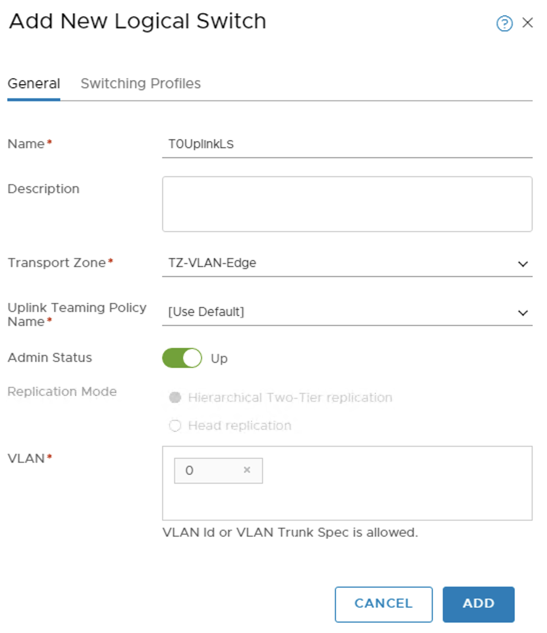 Add New Logical Switch
General Switching Profiles
Name*
T0UplinkLS
Description
Transport Zone*
TZ-VLAN-Edge
Uplink Teaming Policy
Name*
[Use Default]
Admin Status
Up
Replication Mode
Hierarchical Two-Tier replication
Head replication
VLAN*
0 ×
VLAN Id or VLAN Trunk Spec is allowed.
CANCEL ADD